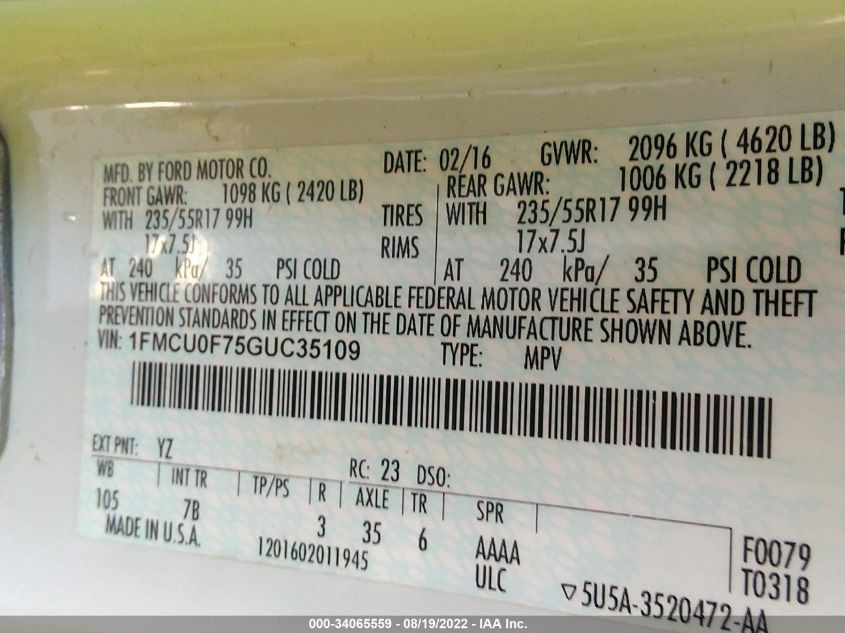 MFD. BY FORD MOTOR CO. DATE: 02/16 GVWR: 2096 KG ( 4620 LB)
FRONT GAWR: 1098 KG ( 2420 LB) REAR GAWR: 1006 KG ( 2218 LB)
WITH 235/55R17 99H TIRES WITH 235/55R17 99H
17x7.5J RIMS 17x7.5J
AT 240 kPa/ 35 PSI COLD AT 240 kPa/ 35 PSI COLD
THIS VEHICLE CONFORMS TO ALL APPLICABLE FEDERAL MOTOR VEHICLE SAFETY AND THEFT
PREVENTION STANDARDS IN EFFECT ON THE DATE OF MANUFACTURE SHOWN ABOVE.
VIN: 1FMCU0F75GUC35109 TYPE: MPV
EXT PNT: YZ RC: 23 DSO:
WB INT TR TP/PS R AXLE TR SPR
105 7B 3 35 6 AAAA F0079
MADE IN U.S.A. 1201602011945 ULC T0318
5U5A-3520472-AA
000-34065559 - 08/19/2022 - IAA Inc.